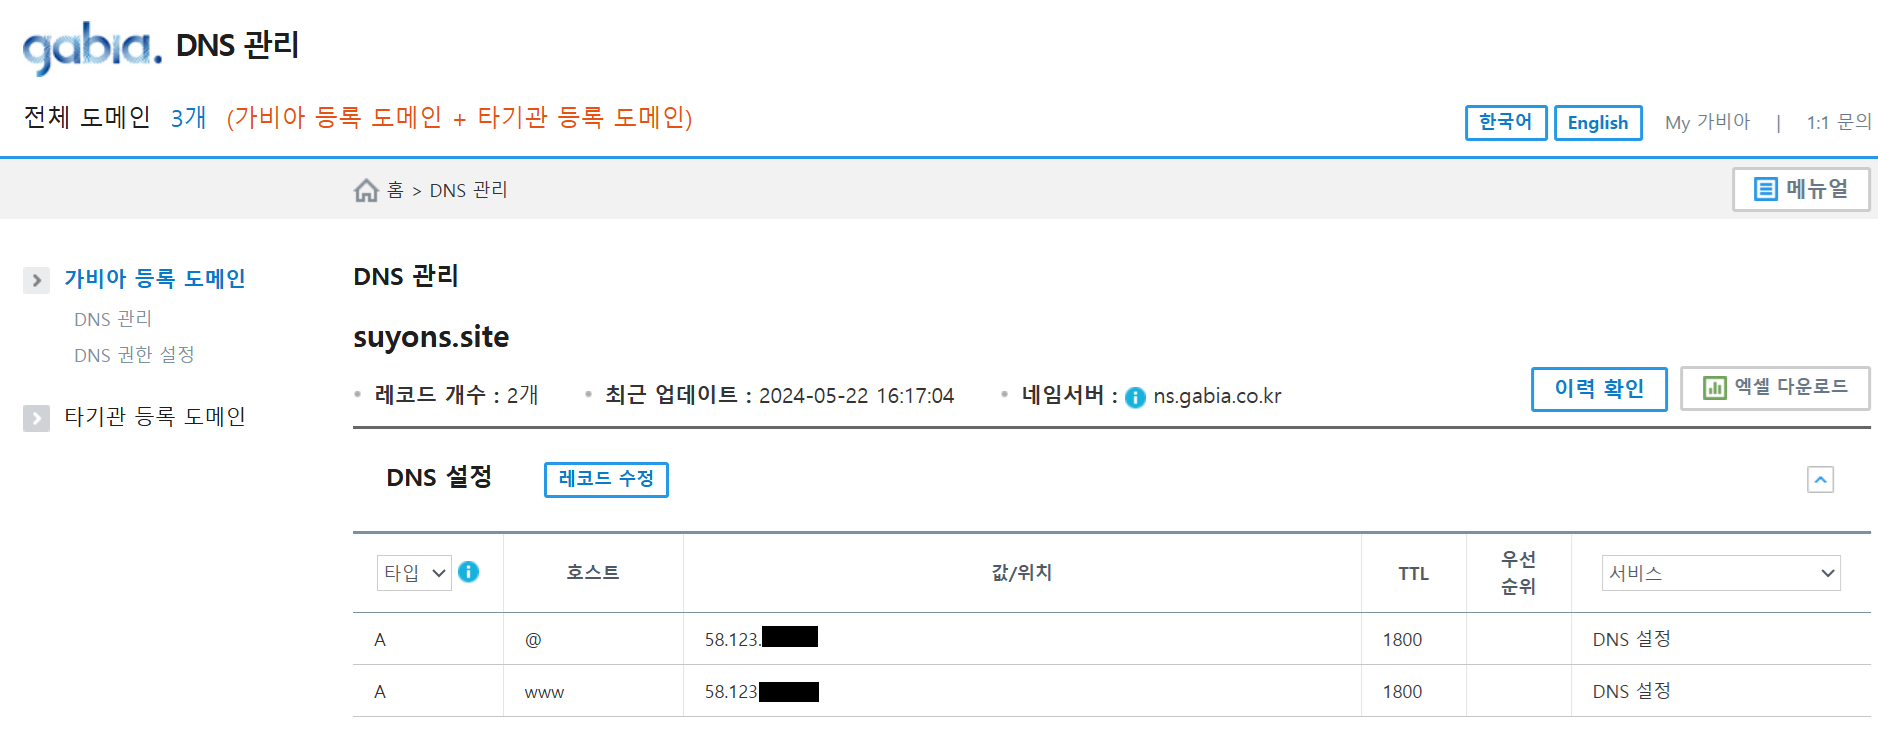 gabia. DNS 관리
전체 도메인 3개 (가비아 등록 도메인 + 타기관 등록 도메인)
한국어 English My 가비아 | 1:1 문의
홈 > DNS 관리
메뉴얼
가비아 등록 도메인
DNS 관리
DNS 권한 설정
타기관 등록 도메인
DNS 관리
suyons.site
레코드 개수 : 2개
최근 업데이트 : 2024-05-22 16:17:04
네임서버 : ns.gabia.co.kr
이력 확인
엑셀 다운로드
DNS 설정 레코드 수정
타입 호스트 값/위치 TTL 우선 순위 서비스
A @ 58.123. 1800 DNS 설정
A www 58.123 1800 DNS 설정